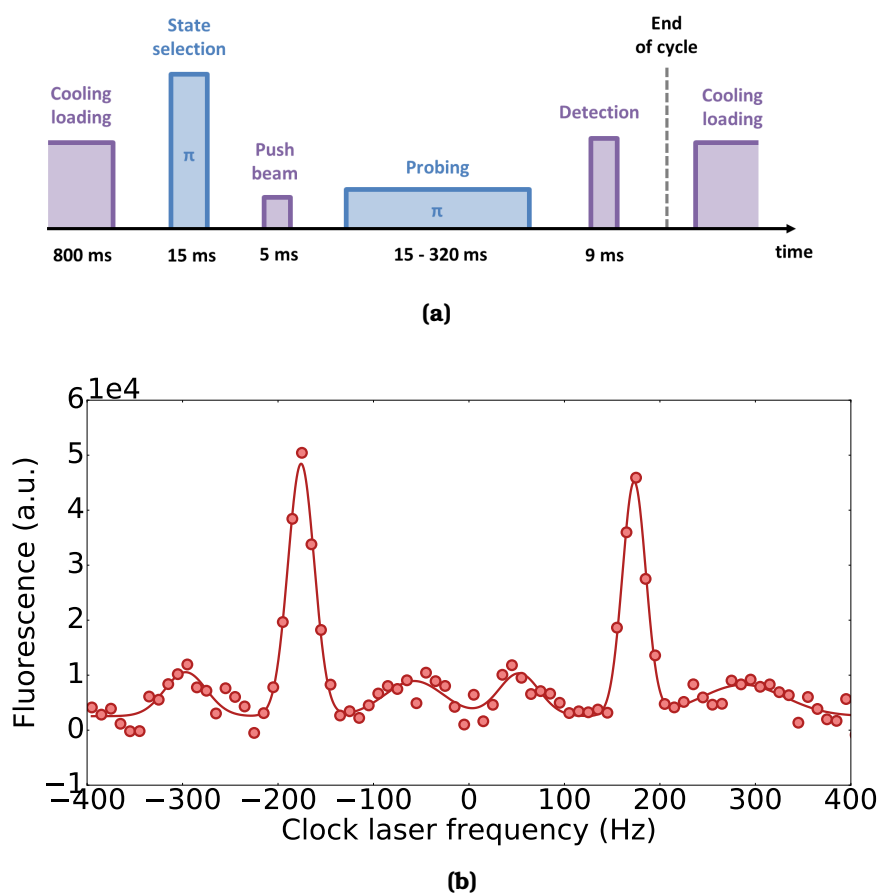 State
selection
End
of cycle
Cooling
loading
Cooling
loading
Detection
Push
beam
Probing
π
π
800 ms
15 ms
5 ms
15 - 320 ms
9 ms
time
(a)
1e4
6
5
4
3
2
1
0
−1
Fluorescence (a.u.)
−400 −300 −200 −100 0 100 200 300 400
Clock laser frequency (Hz)
(b)